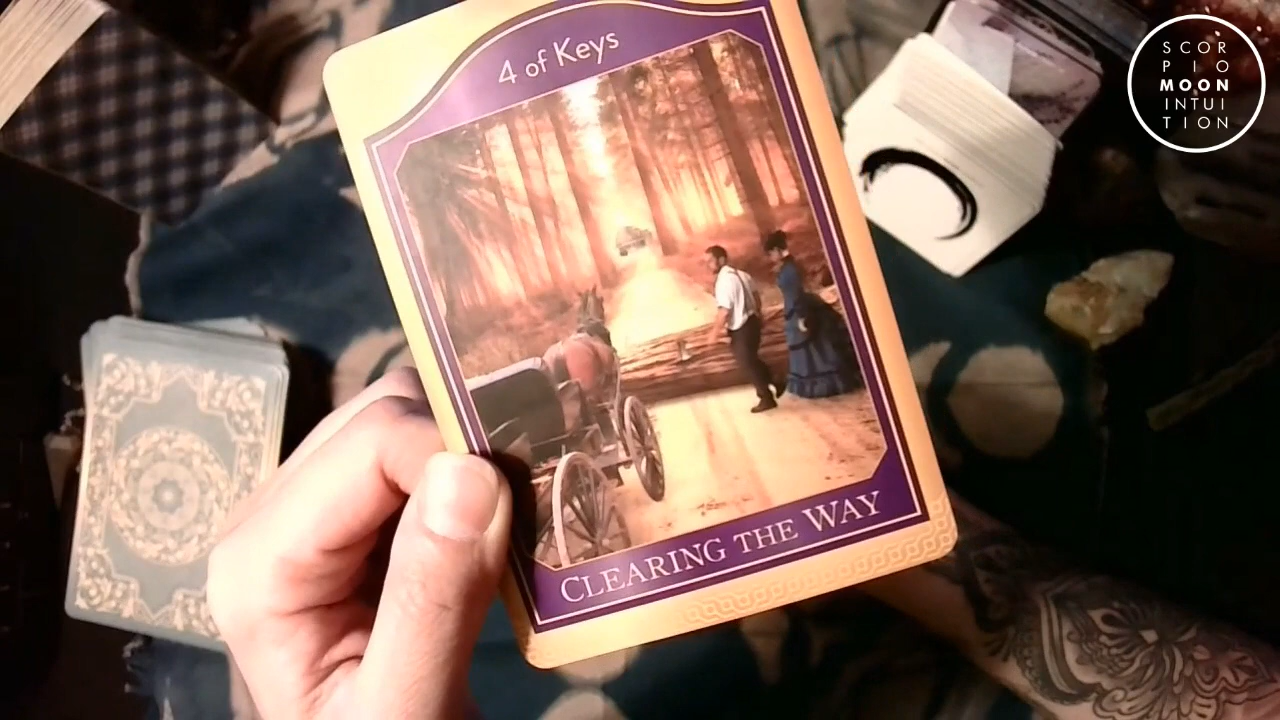 4 of Keys
CLEARING THE WAY
SCOR
PIO
MOON
INTUI
TION